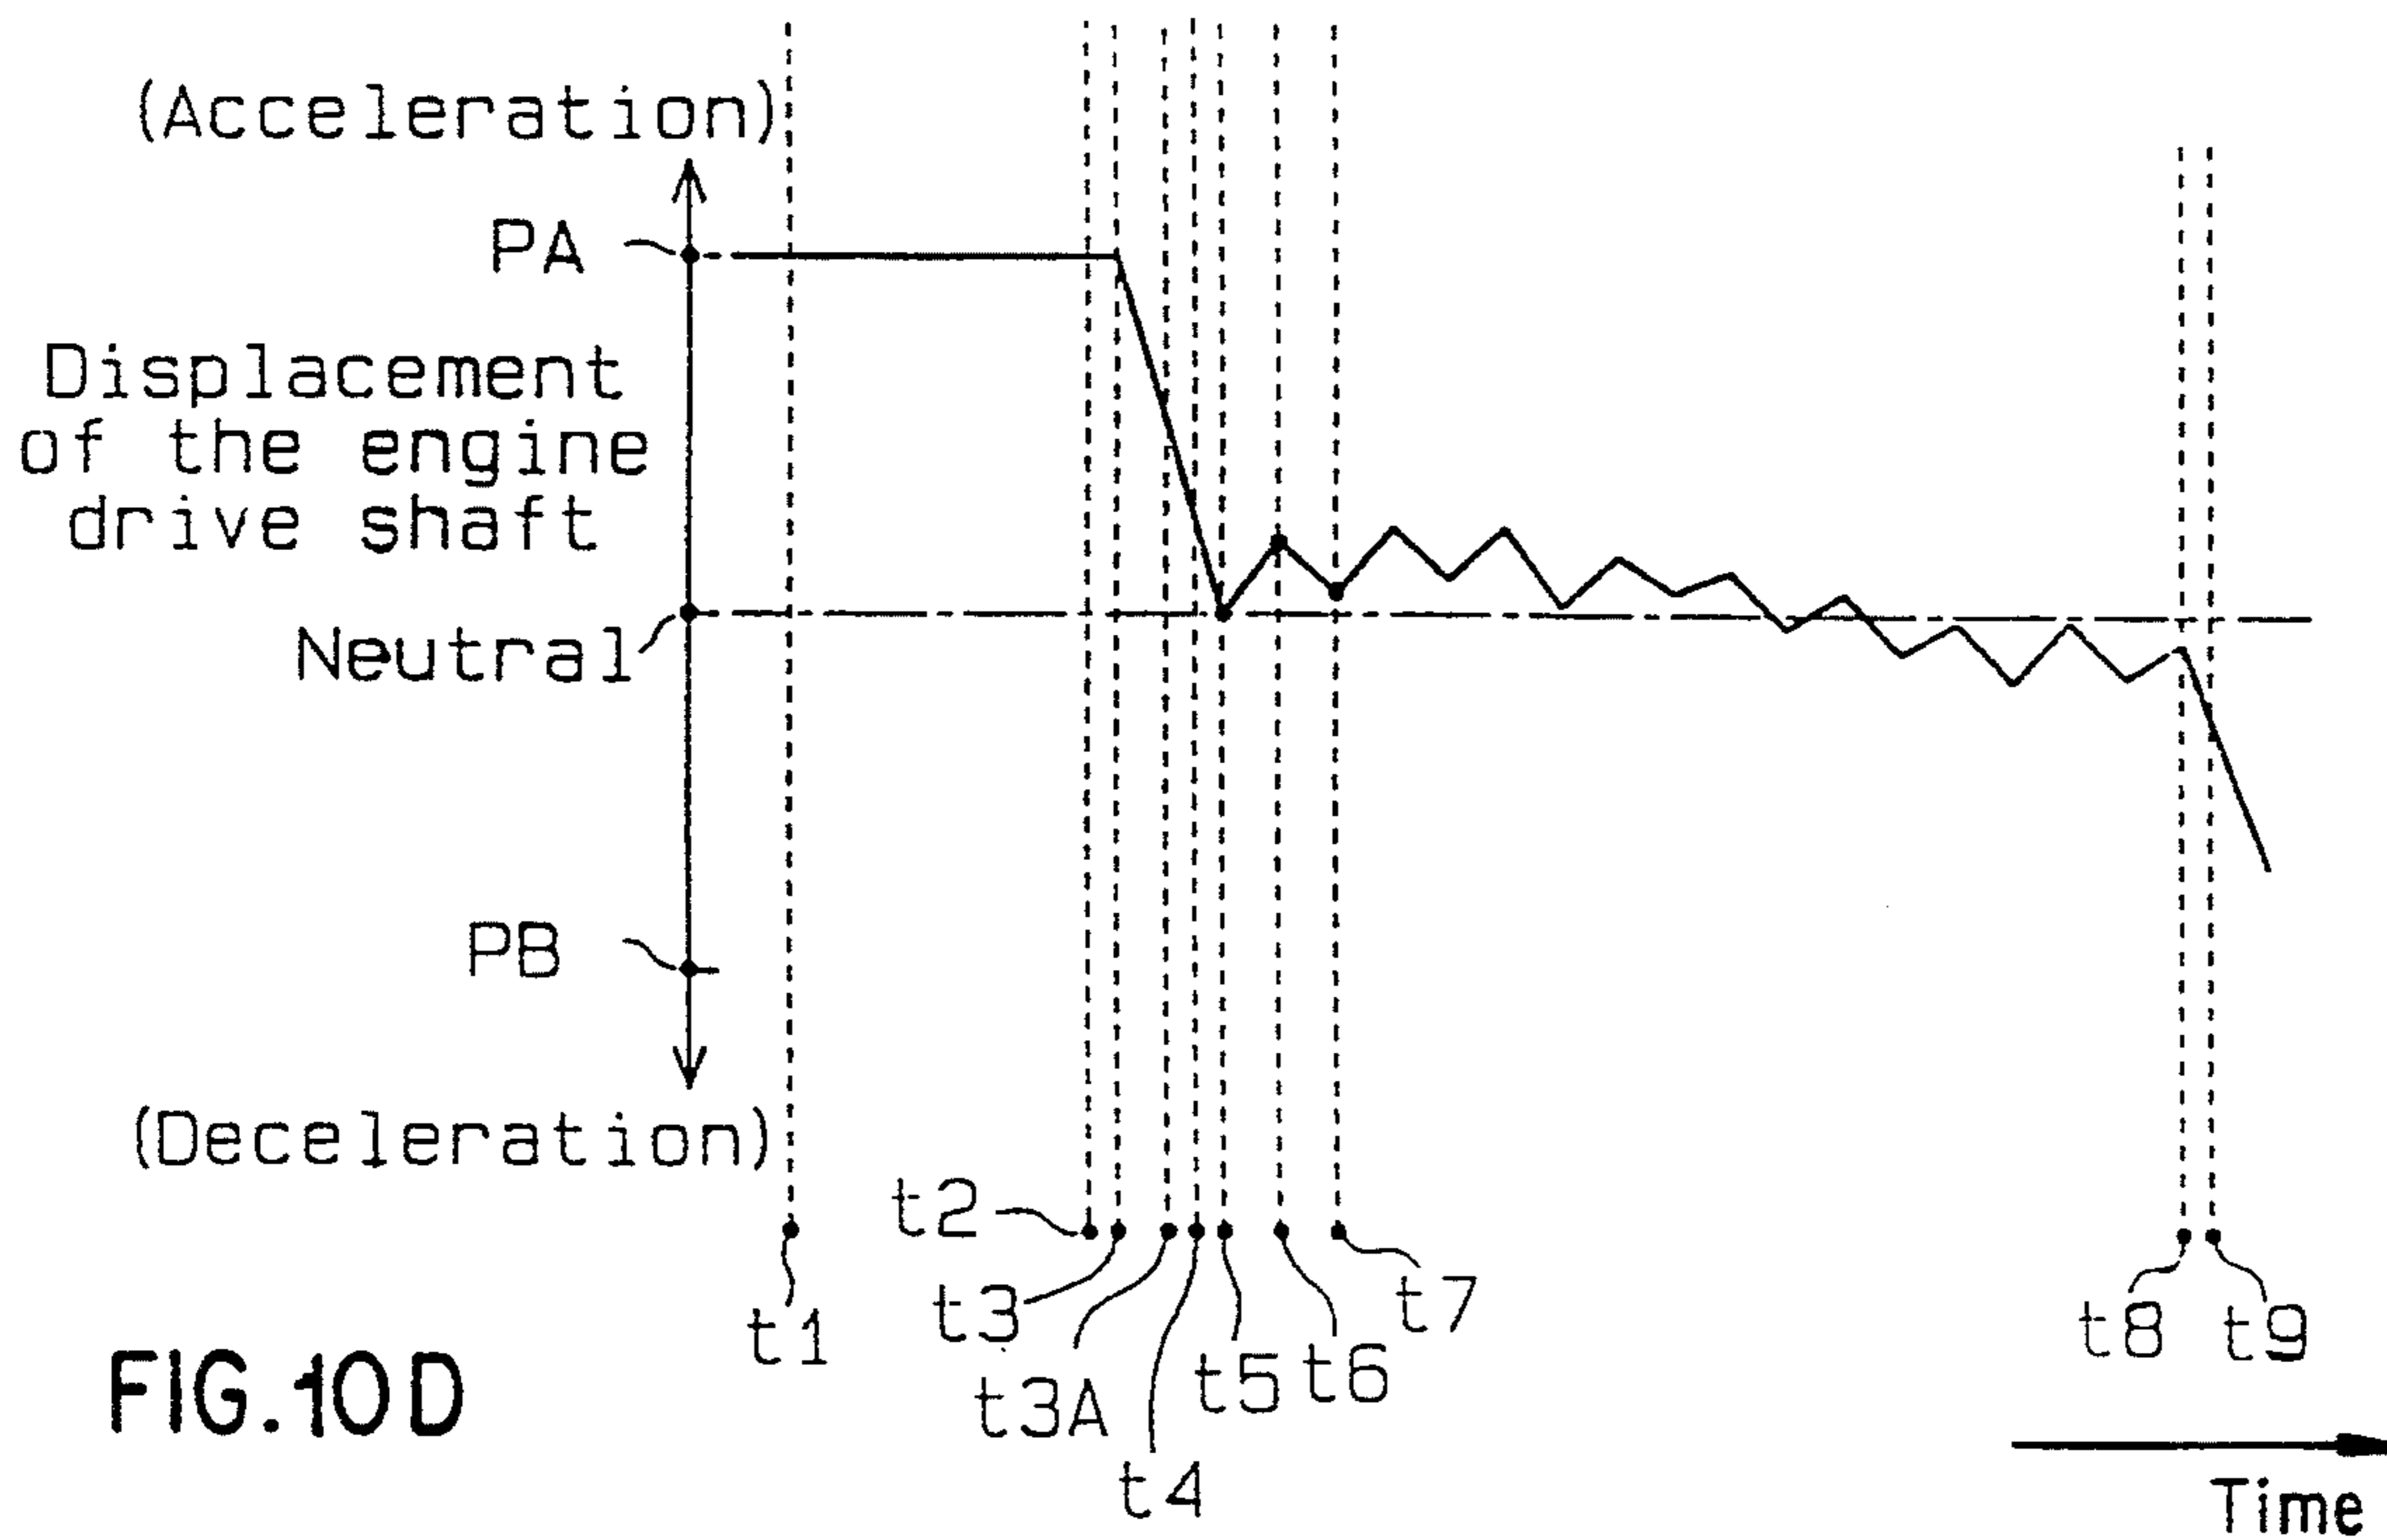 (Acceleration)
PA
Displacement
of the engine
drive shaft
Neutral
PB
(Deceleration)
t1
t2
t3
t3A
t4
t5
t6
t7
t8
t9
FIG.10D
Time